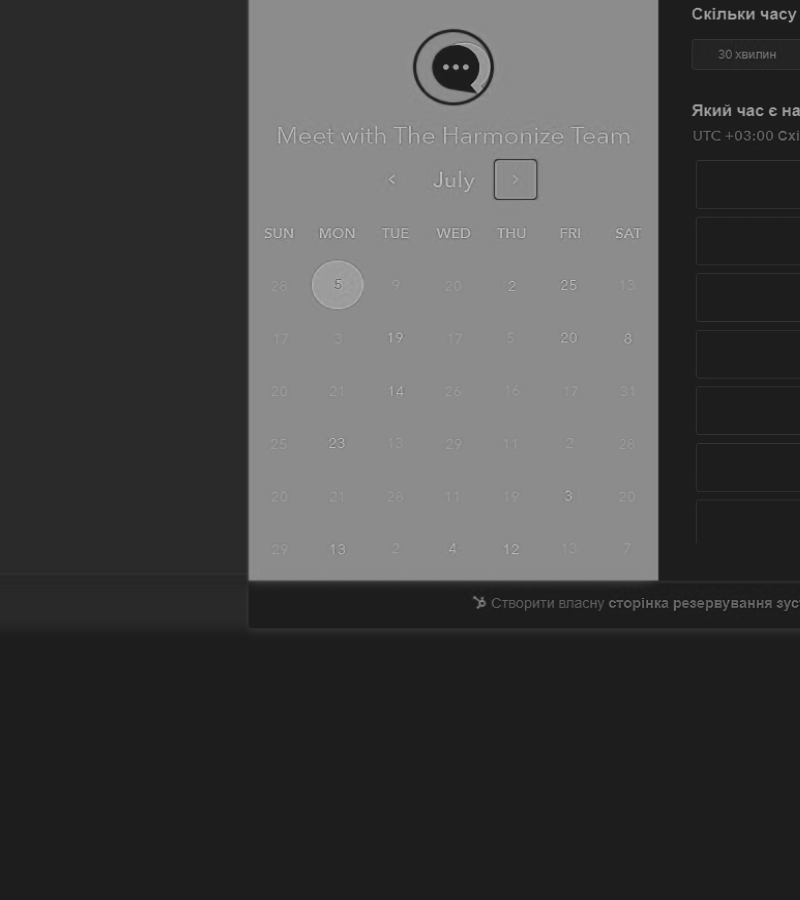 Скільки часу
30 хвилин
Meet with The Harmonize Team
Який час є на
UTC +03:00 Схі
< July >
SUN MON TUE WED THU FRI SAT
28 5 9 20 2 25 13
17 3 19 17 5 20 8
20 21 14 26 16 17 31
25 23 13 29 11 2 28
20 21 28 11 19 3 20
29 13 2 4 12 13 7
Створити власну сторінка резервування зус